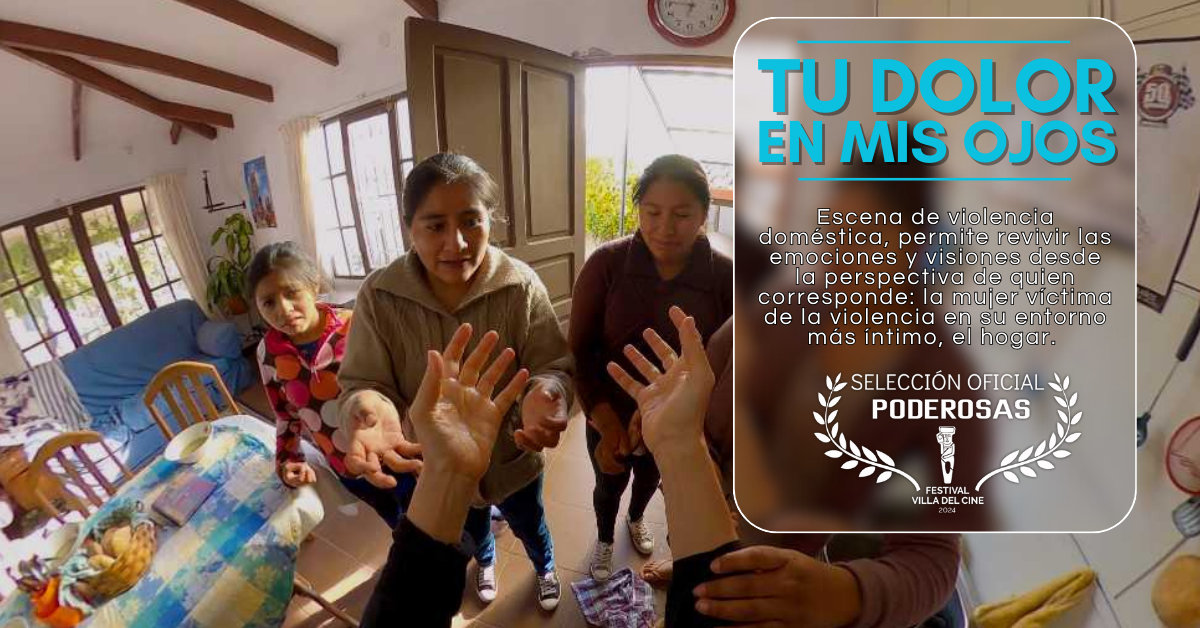 TU DOLOR
EN MIS OJOS
Escena de violencia
doméstica, permite revivir las
emociones y visiones desde
la perspectiva de quien
corresponde: la mujer víctima
de la violencia en su entorno
más íntimo, el hogar.
SELECCIÓN OFICIAL
PODEROSAS
FESTIVAL
VILLA DEL CINE
2024
50